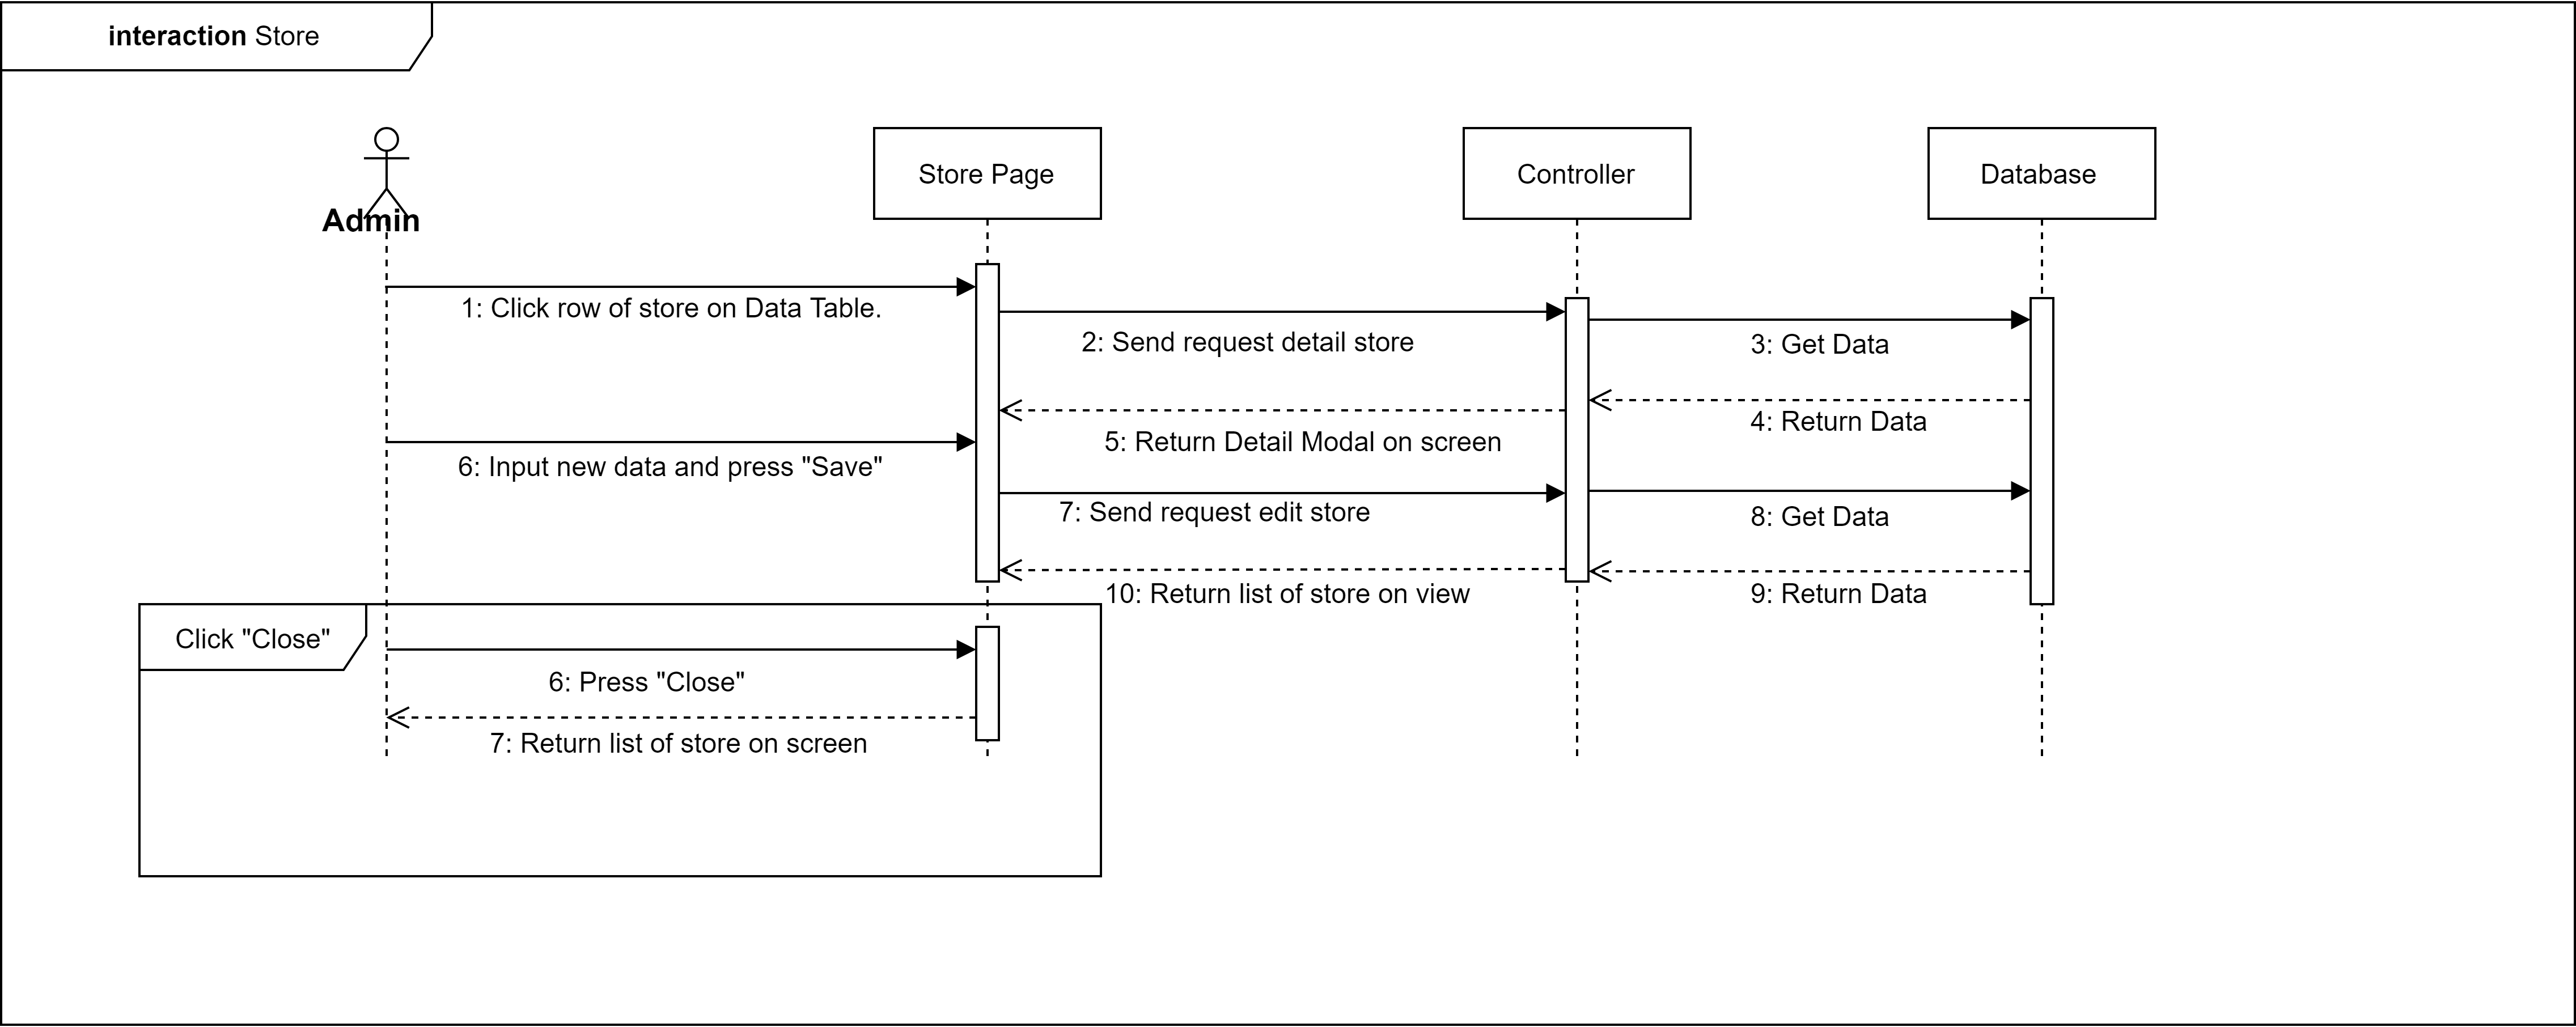 interaction Store
Admin
Store Page
Controller
Database
1: Click row of store on Data Table.
2: Send request detail store
3: Get Data
4: Return Data
5: Return Detail Modal on screen
6: Input new data and press "Save"
7: Send request edit store
8: Get Data
9: Return Data
10: Return list of store on view
Click "Close"
6: Press "Close"
7: Return list of store on screen